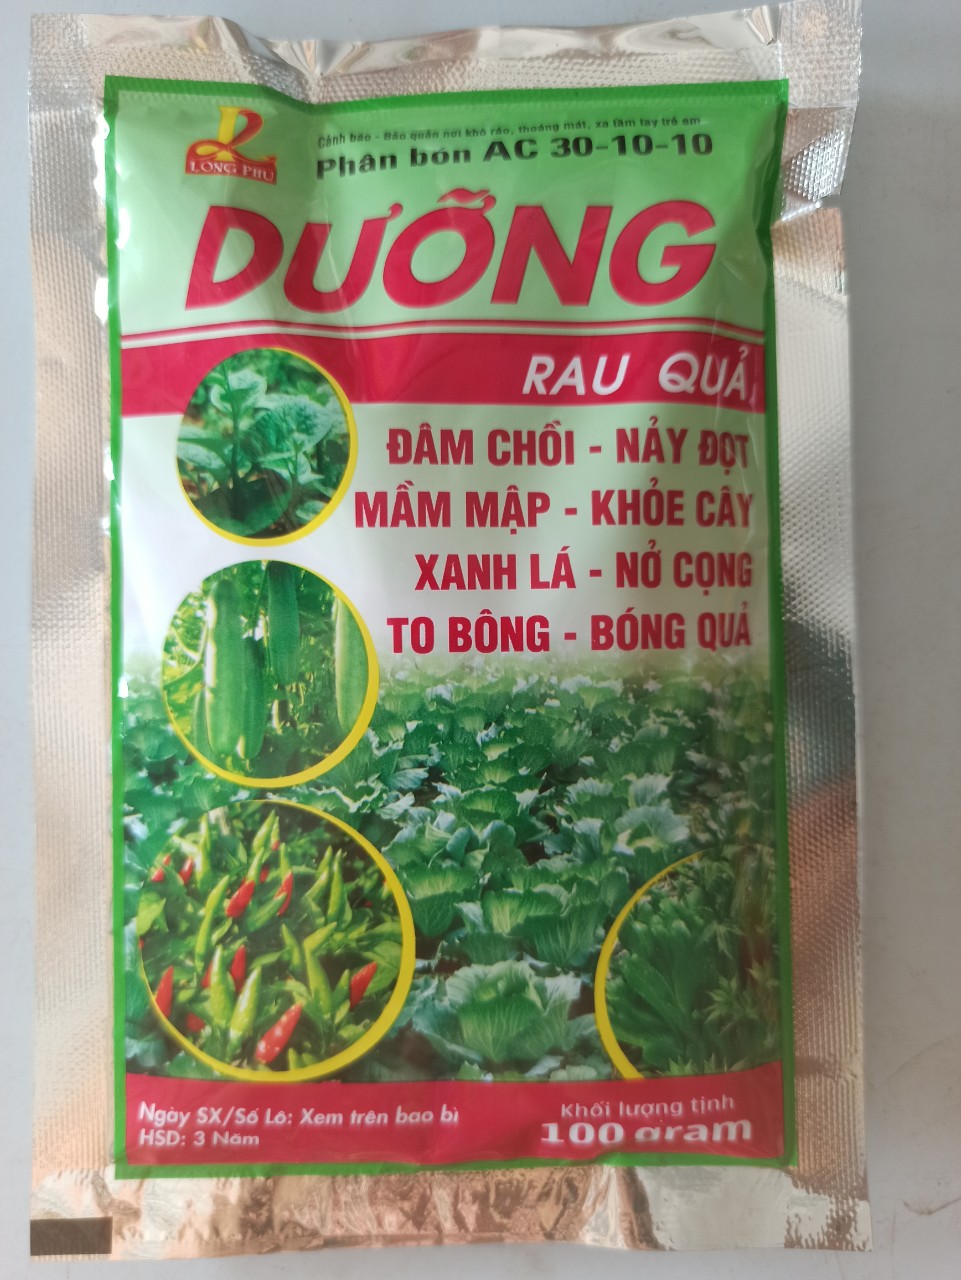 LONG PHÚ
Cảnh báo - Bảo quản nơi khô ráo, thoáng mát, xa tầm tay trẻ em
Phân bón AC 30-10-10
DƯỠNG
RAU QUẢ
ĐÂM CHỒI - NẢY ĐỌT
MẦM MẬP - KHỎE CÂY
XANH LÁ - NỞ CỌNG
TO BÔNG - BÓNG QUẢ
Ngày SX/Số Lô: Xem trên bao bì
HSD: 3 Năm
Khối lượng tịnh
100 gram